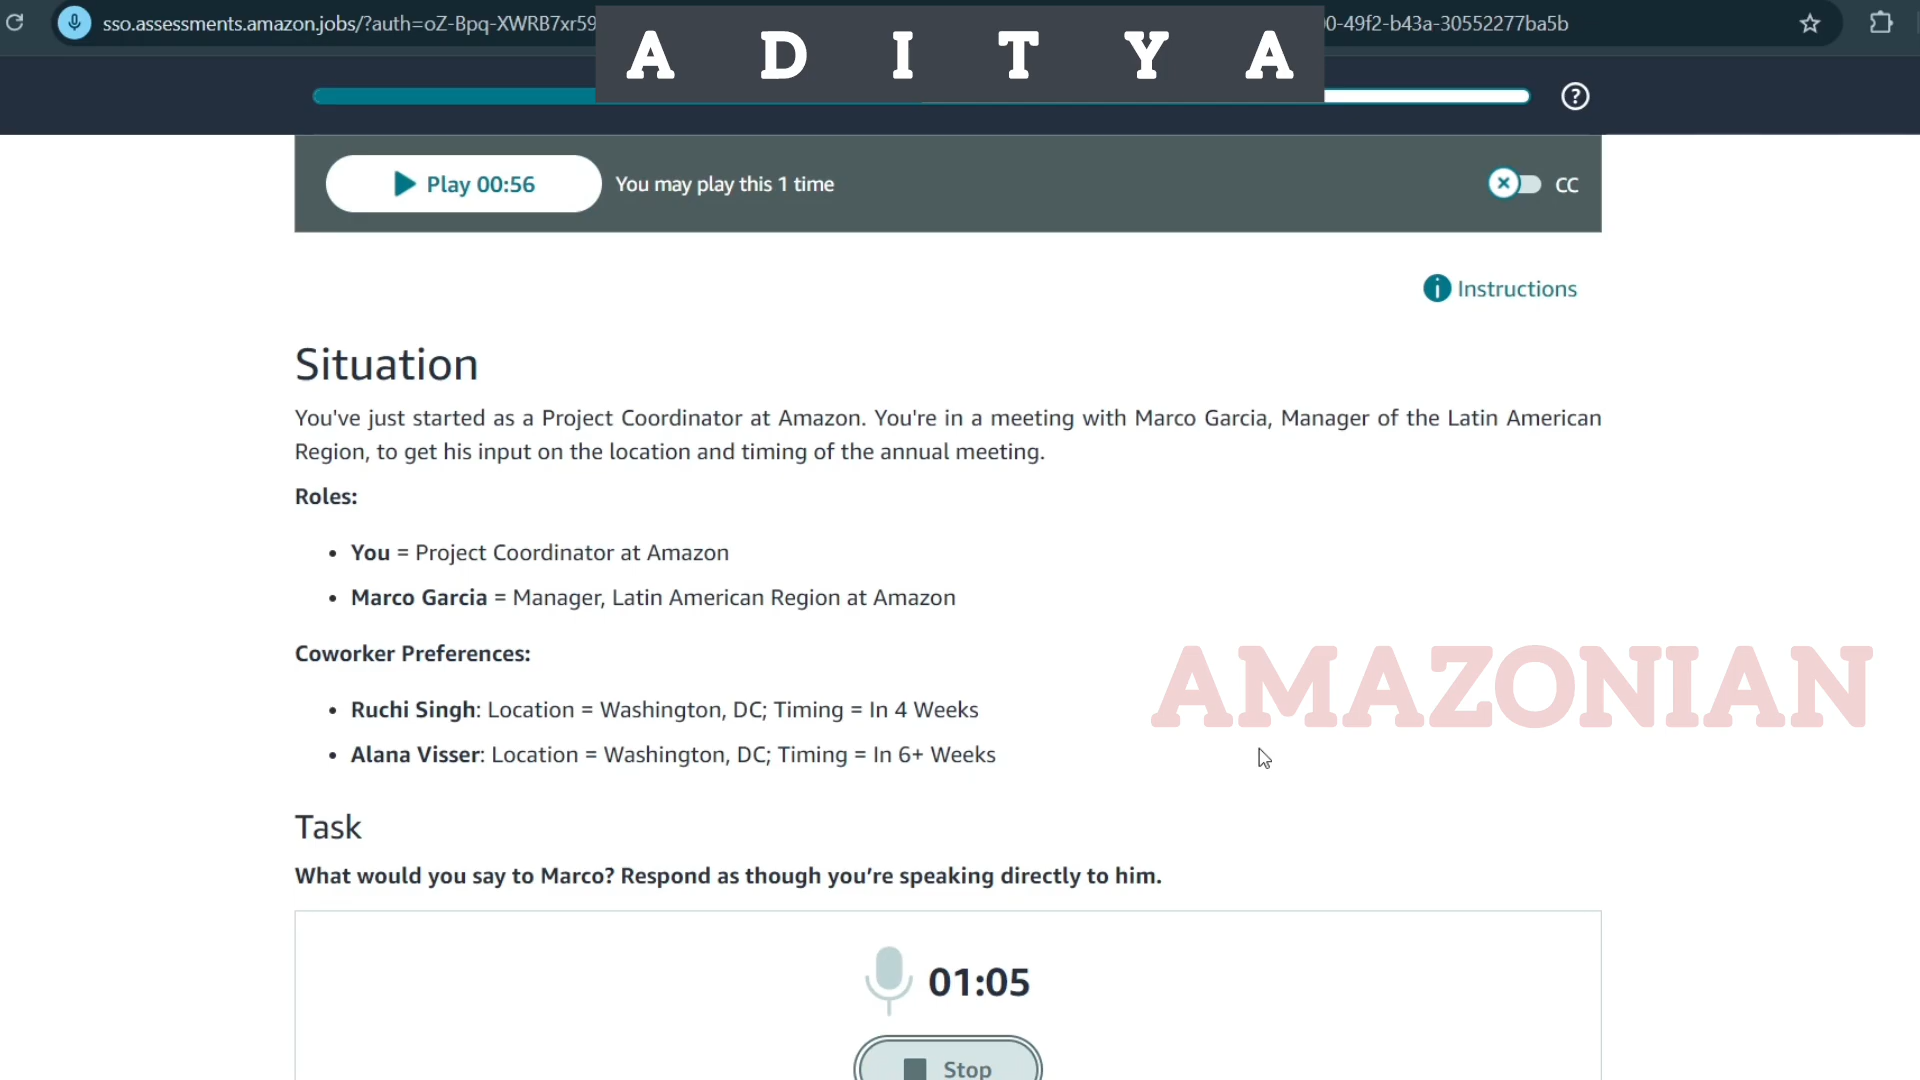 sso.assessments.amazon.jobs/?auth=oZ-Bpq-XWRB7xr59
0-49f2-b43a-30552277ba5b
A D I T Y A
?
Play 00:56
You may play this 1 time
CC
Instructions
Situation
You've just started as a Project Coordinator at Amazon. You're in a meeting with Marco Garcia, Manager of the Latin American
Region, to get his input on the location and timing of the annual meeting.
Roles:
• You = Project Coordinator at Amazon
• Marco Garcia = Manager, Latin American Region at Amazon
Coworker Preferences:
• Ruchi Singh: Location = Washington, DC; Timing = In 4 Weeks
• Alana Visser: Location = Washington, DC; Timing = In 6+ Weeks
AMAZONIAN
Task
What would you say to Marco? Respond as though you’re speaking directly to him.
01:05
Stop